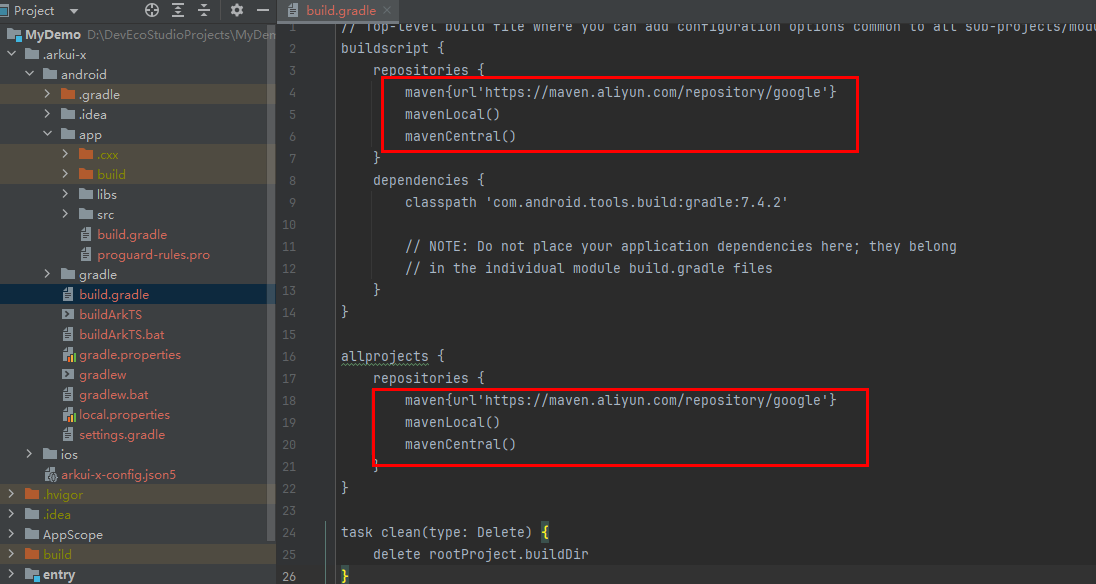 Project
build.gradle
MyDemo D:\DevEcoStudioProjects\MyDem
.arkui-x
android
.gradle
.idea
app
.cxx
build
libs
src
build.gradle
proguard-rules.pro
gradle
build.gradle
buildArkTS
buildArkTS.bat
gradle.properties
gradlew
gradlew.bat
local.properties
settings.gradle
ios
arkui-x-config.json5
.hvigor
.idea
AppScope
build
entry
1 // Top-level build file where you can add configuration options common to all sub-projects/modu
2 buildscript {
3 repositories {
4 maven{url'https://maven.aliyun.com/repository/google'}
5 mavenLocal()
6 mavenCentral()
7 }
8 dependencies {
9 classpath 'com.android.tools.build:gradle:7.4.2'
10
11 // NOTE: Do not place your application dependencies here; they belong
12 // in the individual module build.gradle files
13 }
14 }
15
16 allprojects {
17 repositories {
18 maven{url'https://maven.aliyun.com/repository/google'}
19 mavenLocal()
20 mavenCentral()
21 }
22 }
23
24 task clean(type: Delete) {
25 delete rootProject.buildDir
26 }